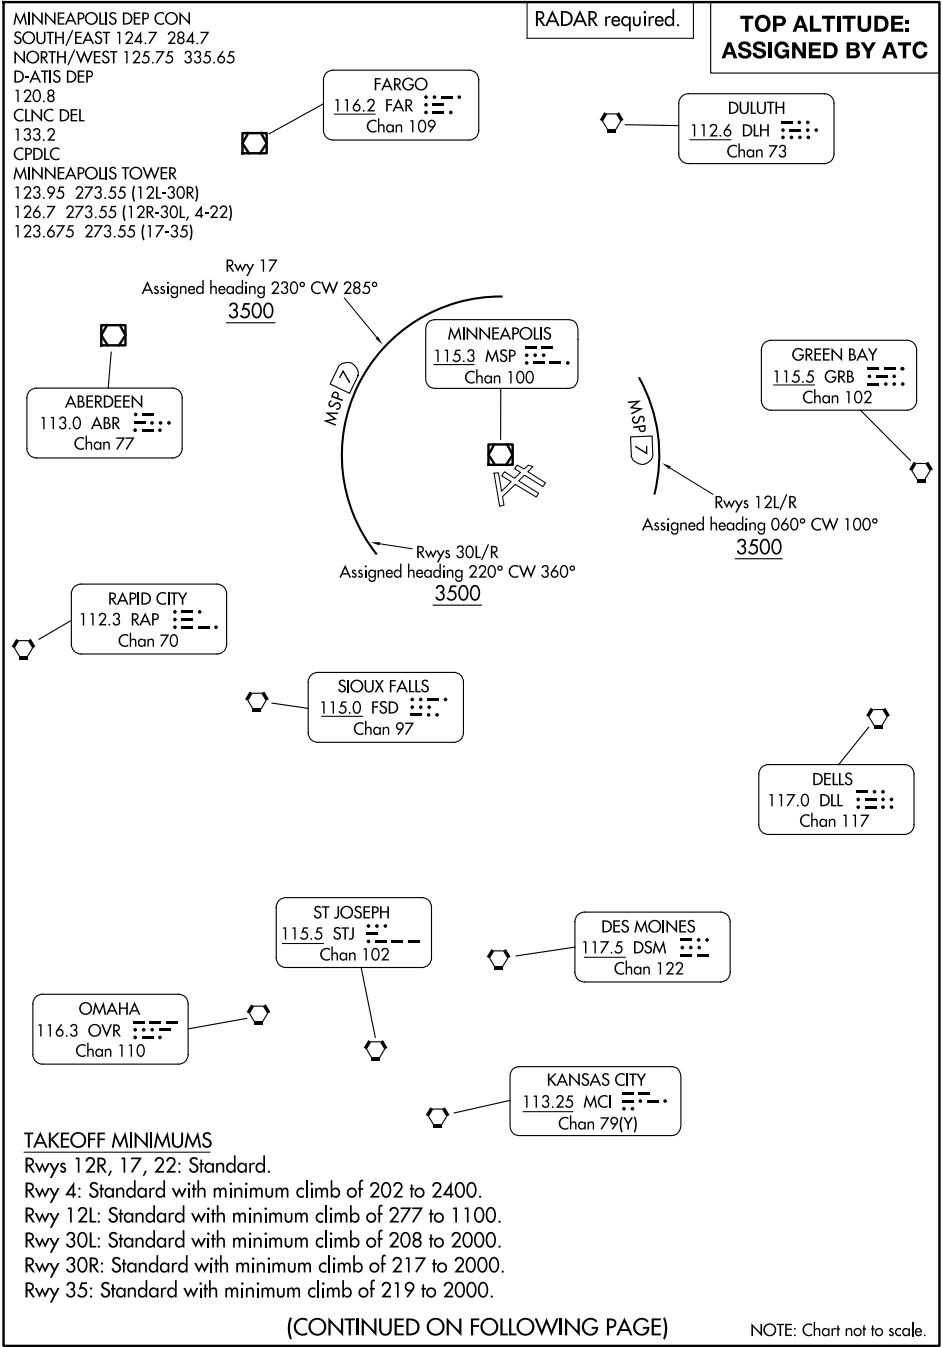 MINNEAPOLIS DEP CON
SOUTH/EAST 124.7 284.7
NORTH/WEST 125.75 335.65
D-ATIS DEP
120.8
CLNC DEL
133.2
CPDLC
MINNEAPOLIS TOWER
123.95 273.55 (12L-30R)
126.7 273.55 (12R-30L, 4-22)
123.675 273.55 (17-35)
RADAR required.
TOP ALTITUDE:
ASSIGNED BY ATC
FARGO
116.2 FAR
Chan 109
DULUTH
112.6 DLH
Chan 73
Rwy 17
Assigned heading 230° CW 285°
3500
MSP 7
MINNEAPOLIS
115.3 MSP
Chan 100
GREEN BAY
115.5 GRB
Chan 102
ABERDEEN
113.0 ABR
Chan 77
MSP 7
Rwys 12L/R
Assigned heading 060° CW 100°
3500
Rwys 30L/R
Assigned heading 220° CW 360°
3500
RAPID CITY
112.3 RAP
Chan 70
SIOUX FALLS
115.0 FSD
Chan 97
DELLS
117.0 DLL
Chan 117
ST JOSEPH
115.5 STJ
Chan 102
DES MOINES
117.5 DSM
Chan 122
OMAHA
116.3 OVR
Chan 110
KANSAS CITY
113.25 MCI
Chan 79(Y)
TAKEOFF MINIMUMS
Rwys 12R, 17, 22: Standard.
Rwy 4: Standard with minimum climb of 202 to 2400.
Rwy 12L: Standard with minimum climb of 277 to 1100.
Rwy 30L: Standard with minimum climb of 208 to 2000.
Rwy 30R: Standard with minimum climb of 217 to 2000.
Rwy 35: Standard with minimum climb of 219 to 2000.
(CONTINUED ON FOLLOWING PAGE)
NOTE: Chart not to scale.